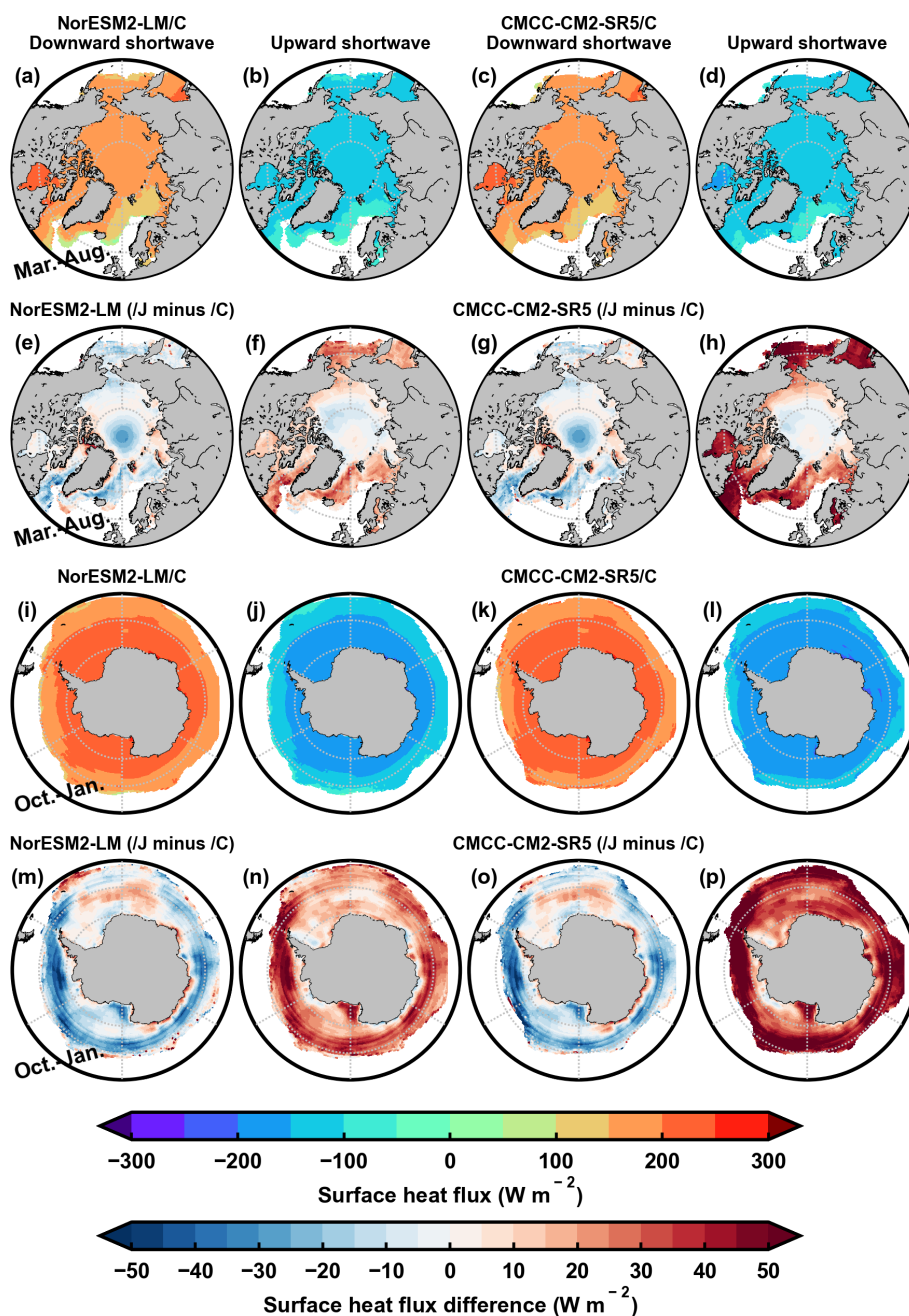 NorESM2-LM/C CMCC-CM2-SR5/C
Downward shortwave Upward shortwave Downward shortwave Upward shortwave
(a) (b) (c) (d)
Mar.-Aug.
NorESM2-LM (/J minus /C) CMCC-CM2-SR5 (/J minus /C)
(e) (f) (g) (h)
Mar.-Aug.
NorESM2-LM/C CMCC-CM2-SR5/C
(i) (j) (k) (l)
Oct.-Jan.
NorESM2-LM (/J minus /C) CMCC-CM2-SR5 (/J minus /C)
(m) (n) (o) (p)
Oct.-Jan.
−300 −200 −100 0 100 200 300
Surface heat flux (W m⁻²)
−50 −40 −30 −20 −10 0 10 20 30 40 50
Surface heat flux difference (W m⁻²)